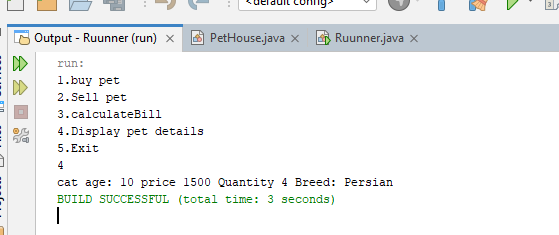 <default config>
Output - Ruunner (run)
PetHouse.java
Ruunner.java
run:
1.buy pet
2.Sell pet
3.calculateBill
4.Display pet details
5.Exit
4
cat age: 10 price 1500 Quantity 4 Breed: Persian
BUILD SUCCESSFUL (total time: 3 seconds)